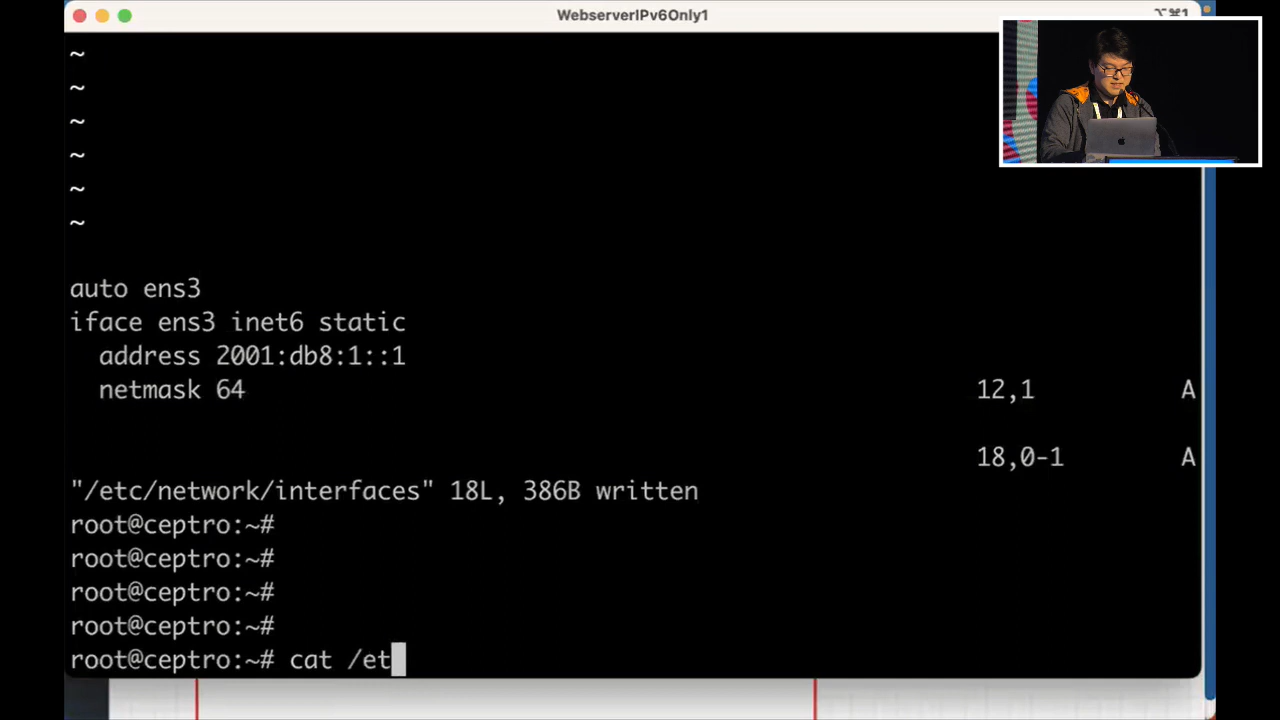 WebserverIPv6Only1
⌥⌘1
~
~
~
~
~
~
auto ens3
iface ens3 inet6 static
  address 2001:db8:1::1
  netmask 64
12,1 A
18,0-1 A
"/etc/network/interfaces" 18L, 386B written
root@ceptro:~#
root@ceptro:~#
root@ceptro:~#
root@ceptro:~#
root@ceptro:~# cat /et